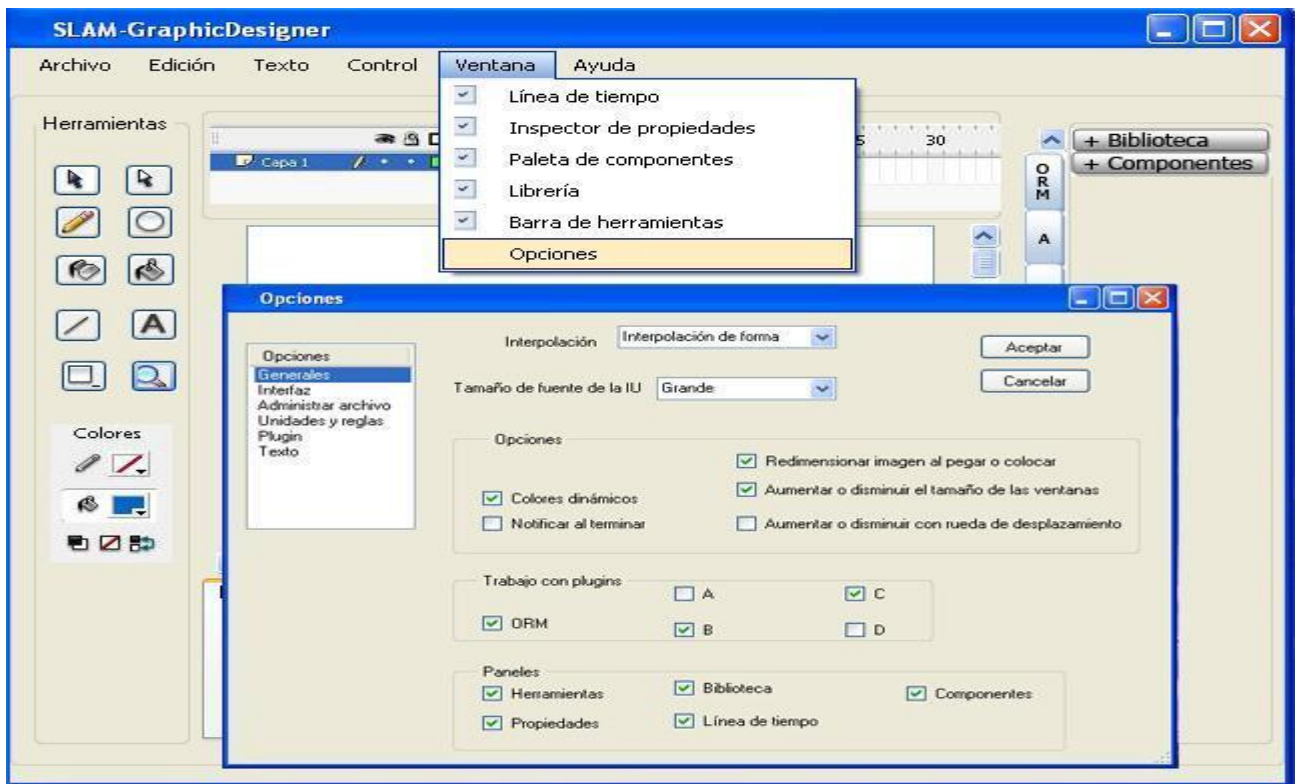 SLAM-GraphicDesigner
Archivo Edición Texto Control Ventana Ayuda
Línea de tiempo
Inspector de propiedades
Paleta de componentes
Librería
Barra de herramientas
Opciones
Herramientas
Capa 1
5 30
+ Biblioteca
+ Componentes
ORM
A
A
Colores
Opciones
Opciones
Generales
Interfaz
Administrar archivo
Unidades y reglas
Plugin
Texto
Interpolación Interpolación de forma
Tamaño de fuente de la IU Grande
Aceptar
Cancelar
Opciones
Redimensionar imagen al pegar o colocar
Colores dinámicos Aumentar o disminuir el tamaño de las ventanas
Notificar al terminar Aumentar o disminuir con rueda de desplazamiento
Trabajo con plugins
A C
ORM B D
Paneles
Herramientas Biblioteca Componentes
Propiedades Línea de tiempo